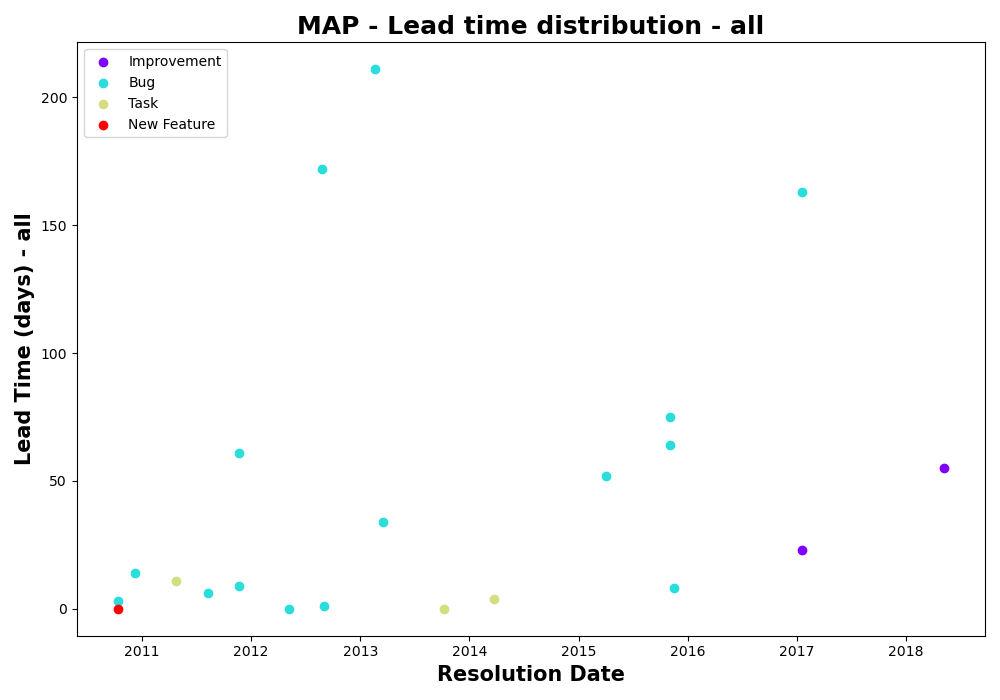 MAP - Lead time distribution - all
Improvement
Bug
Task
New Feature
200
150
100
50
0
Lead Time (days) - all
2011 2012 2013 2014 2015 2016 2017 2018
Resolution Date